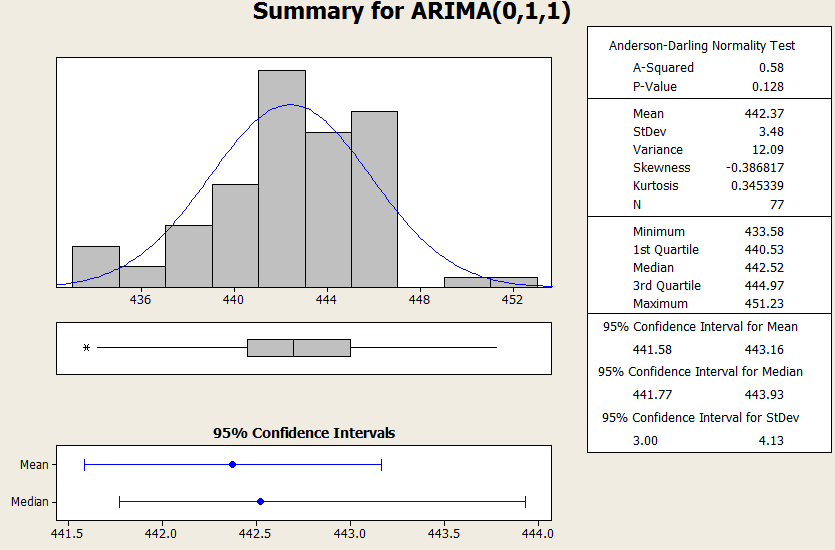 Summary for ARIMA(0,1,1)
436 440 444 448 452
95% Confidence Intervals
Mean
Median
441.5 442.0 442.5 443.0 443.5 444.0
Anderson-Darling Normality Test
A-Squared 0.58
P-Value 0.128
Mean 442.37
StDev 3.48
Variance 12.09
Skewness -0.386817
Kurtosis 0.345339
N 77
Minimum 433.58
1st Quartile 440.53
Median 442.52
3rd Quartile 444.97
Maximum 451.23
95% Confidence Interval for Mean
441.58 443.16
95% Confidence Interval for Median
441.77 443.93
95% Confidence Interval for StDev
3.00 4.13